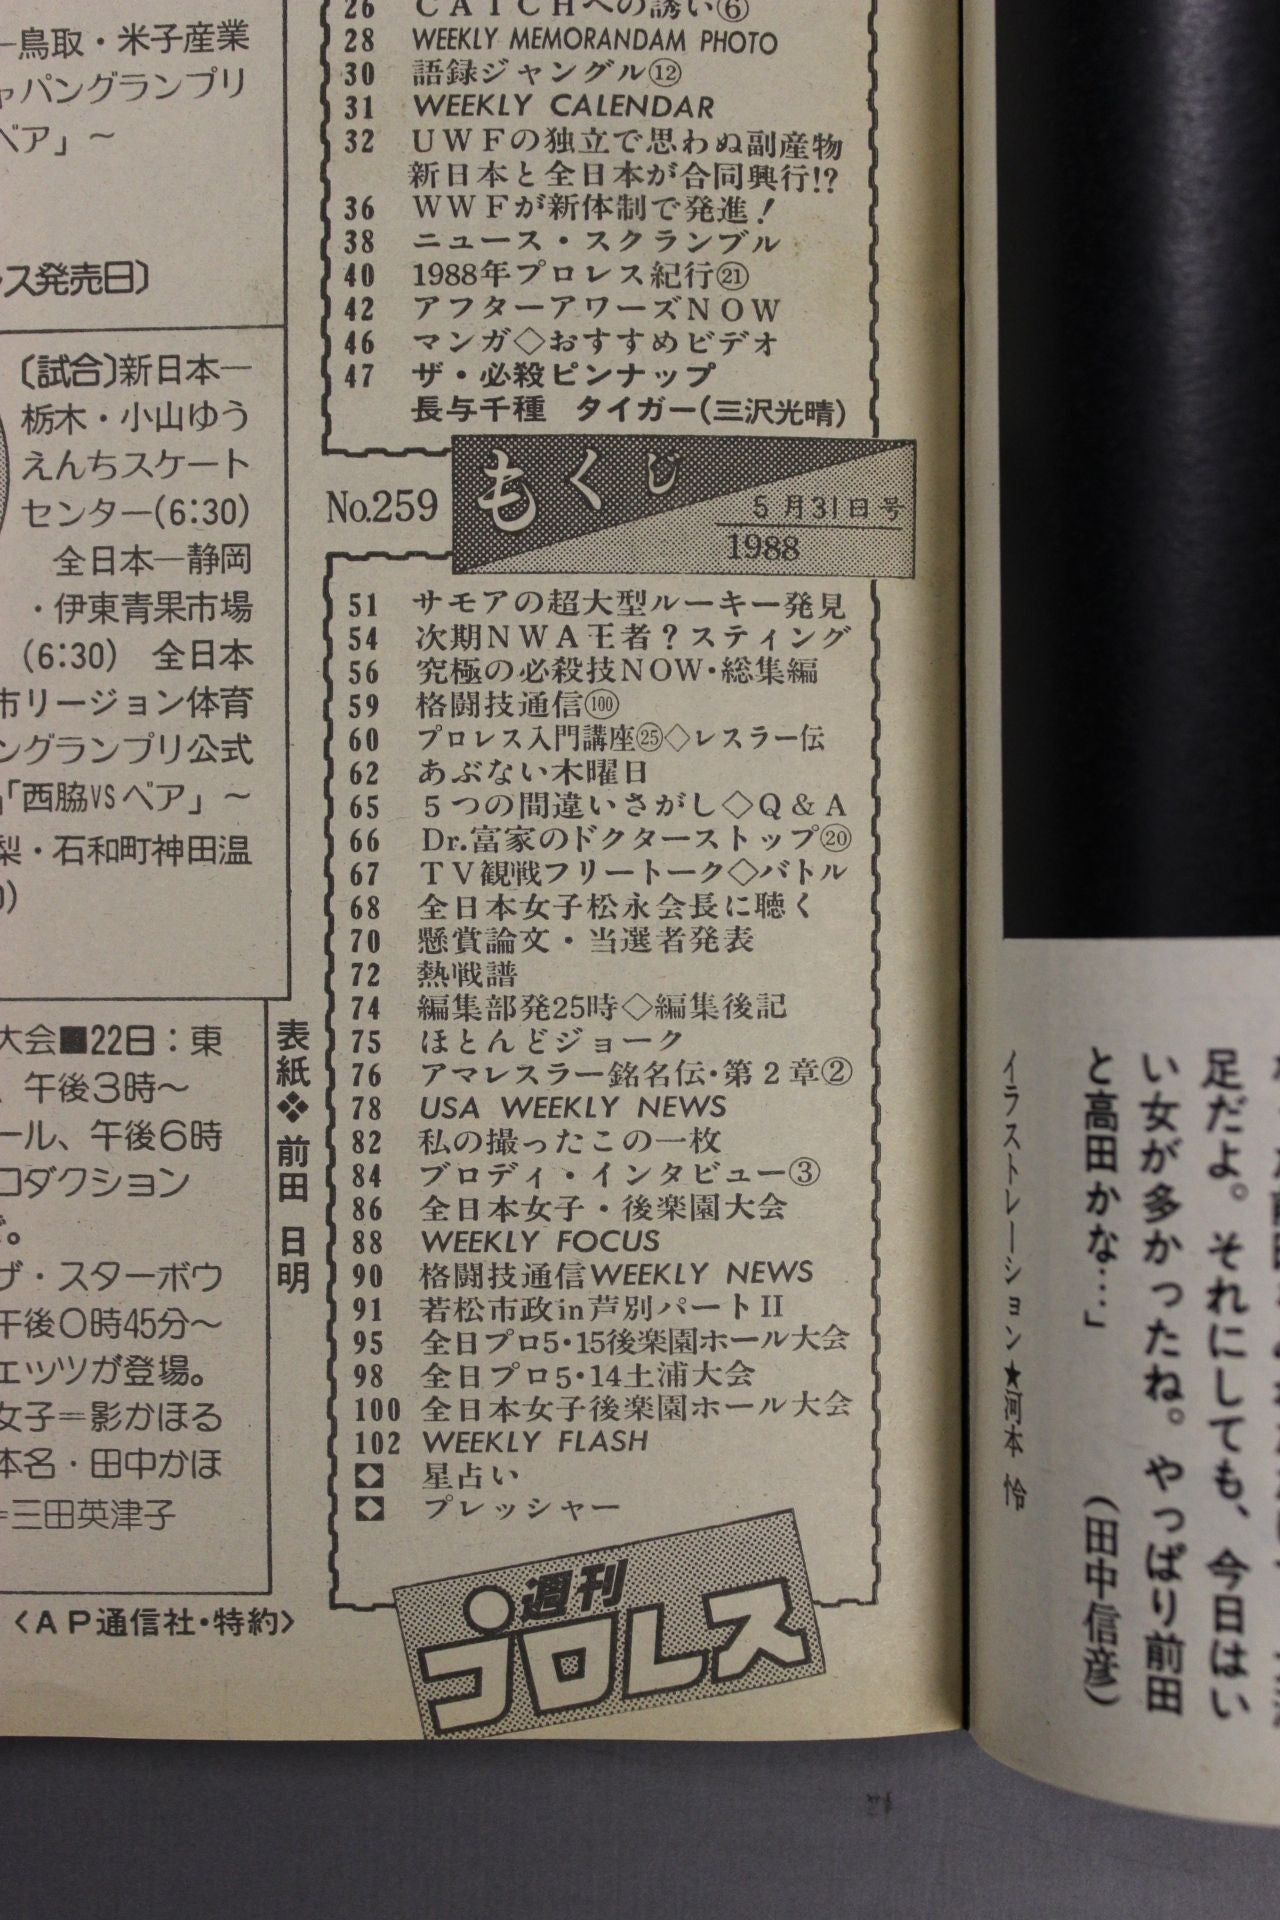 26 CATCHへの誘い⑥
28 WEEKLY MEMORANDAM PHOTO
30 語録ジャングル⑫
31 WEEKLY CALENDAR
32 UWFの独立で思わぬ副産物
新日本と全日本が合同興行!?
36 WWFが新体制で発進！
38 ニュース・スクランブル
40 1988年プロレス紀行㉑
42 アフターアワーズNOW
46 マンガ◇おすすめビデオ
47 ザ・必殺ピンナップ
長与千種 タイガー(三沢光晴)
No.259
もくじ
5月31日号
1988
51 サモアの超大型ルーキー発見
54 次期NWA王者？スティング
56 究極の必殺技NOW・総集編
59 格闘技通信(100)
60 プロレス入門講座㉕◇レスラー伝
62 あぶない木曜日
65 5つの間違いさがし◇Q&A
66 Dr.富家のドクターストップ⑳
67 TV観戦フリートーク◇バトル
68 全日本女子松永会長に聴く
70 懸賞論文・当選者発表
72 熱戦譜
74 編集部発25時◇編集後記
75 ほとんどジョーク
76 アマレスラー銘名伝・第2章②
78 USA WEEKLY NEWS
82 私の撮ったこの一枚
84 ブロディ・インタビュー③
86 全日本女子・後楽園大会
88 WEEKLY FOCUS
90 格闘技通信WEEKLY NEWS
91 若松市政in芦別パートII
95 全日プロ5・15後楽園ホール大会
98 全日プロ5・14土浦大会
100 全日本女子後楽園ホール大会
102 WEEKLY FLASH
星占い
プレッシャー
週刊
プロレス
表紙❖前田日明
―鳥取・米子産業
ャパングランプリ
ベア」〜
ス発売日〕
〔試合〕新日本―
栃木・小山ゆう
えんちスケート
センター(6:30)
全日本―静岡
・伊東青果市場
(6:30) 全日本
市リージョン体育
ングランプリ公式
「西脇VSベア」〜
梨・石和町神田温
大会■22日：東
、午後3時〜
ール、午後6時
ロダクション
ザ・スターボウ
午後0時45分〜
ェッツが登場。
女子＝影かほる
本名・田中かほ
＝三田英津子
〈AP通信社・特約〉
足だよ。それにしても、今日はい
い女が多かったね。やっぱり前田
と高田かな…」 (田中信彦)
イラストレーション★河本 怜